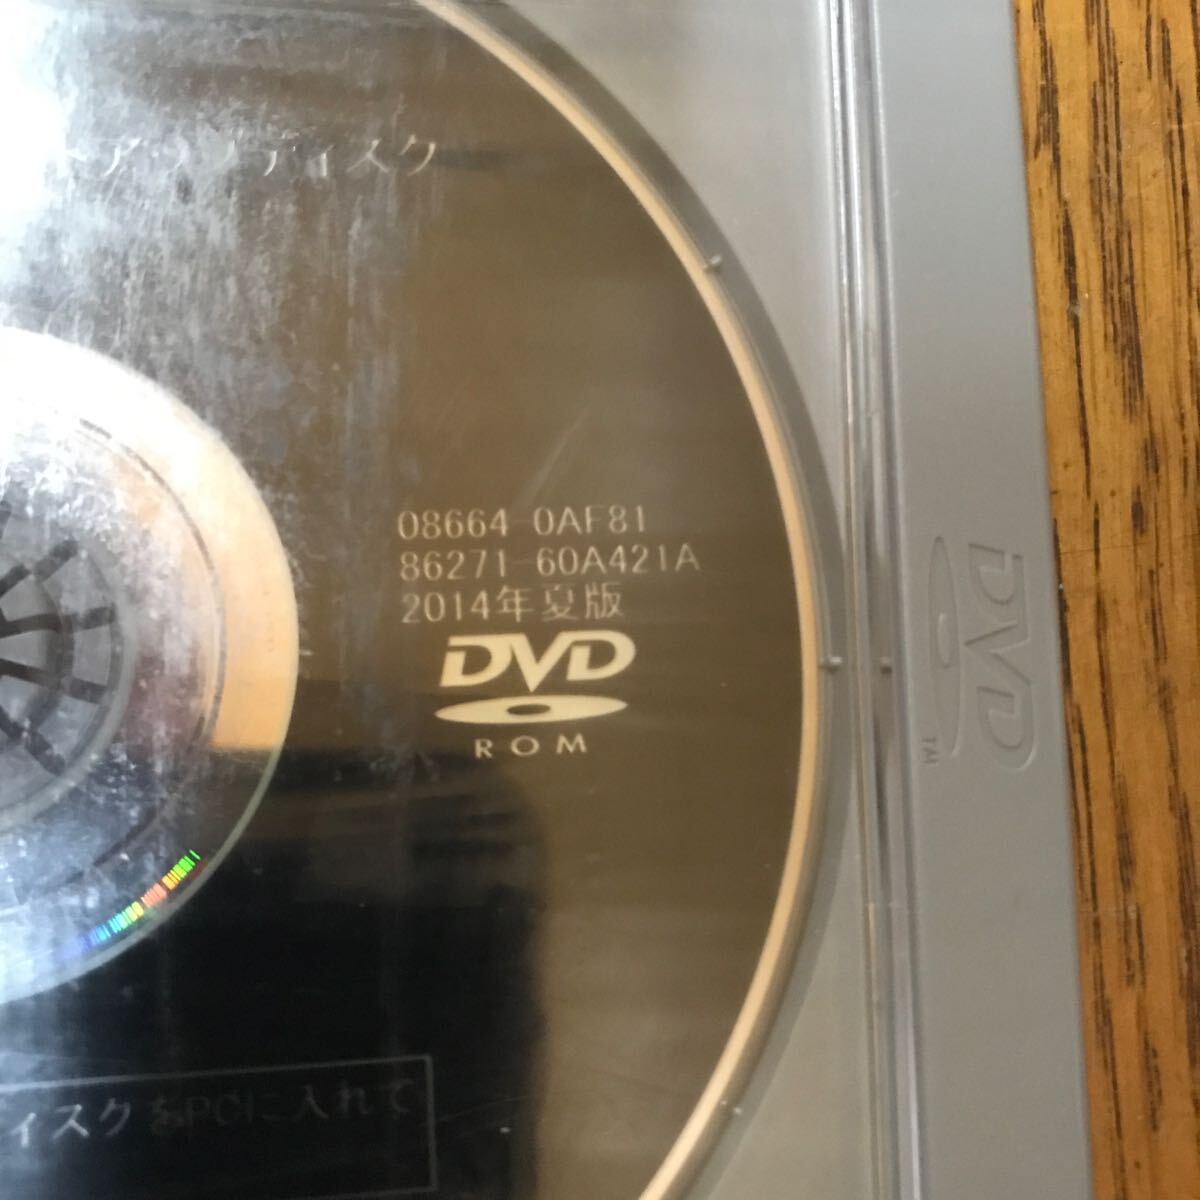 ディスク
08664-0AF81
86271-60A421A
2014年夏版
DVD
ROM
DVD
TM
ィスクをPCに入れて